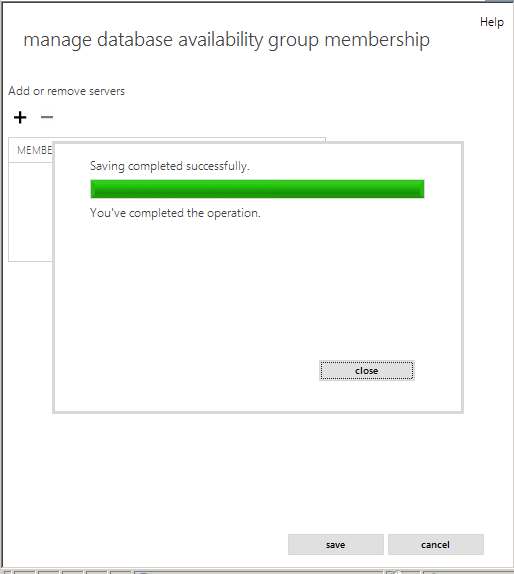 Help
manage database availability group membership
Add or remove servers
MEMBE
Saving completed successfully.
You've completed the operation.
close
save
cancel